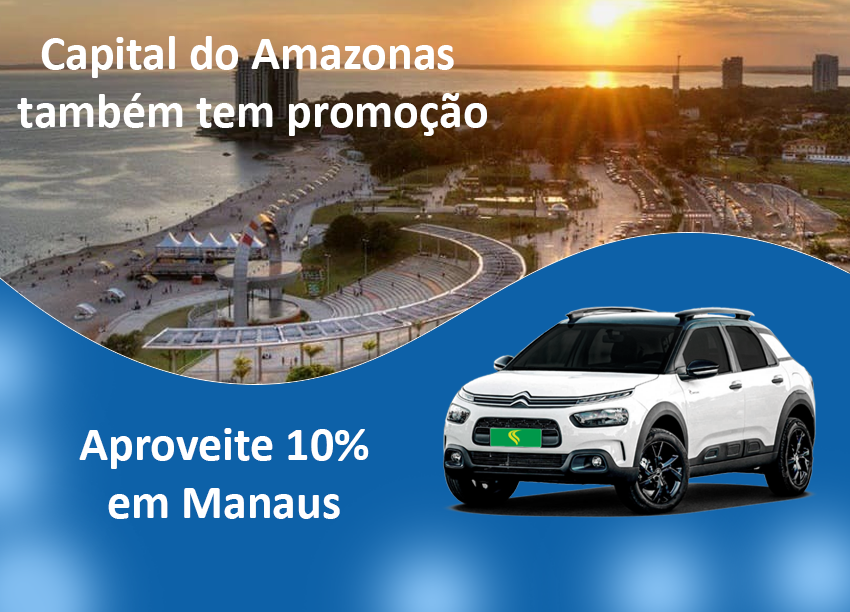 Capital do Amazonas
também tem promoção
Aproveite 10%
em Manaus